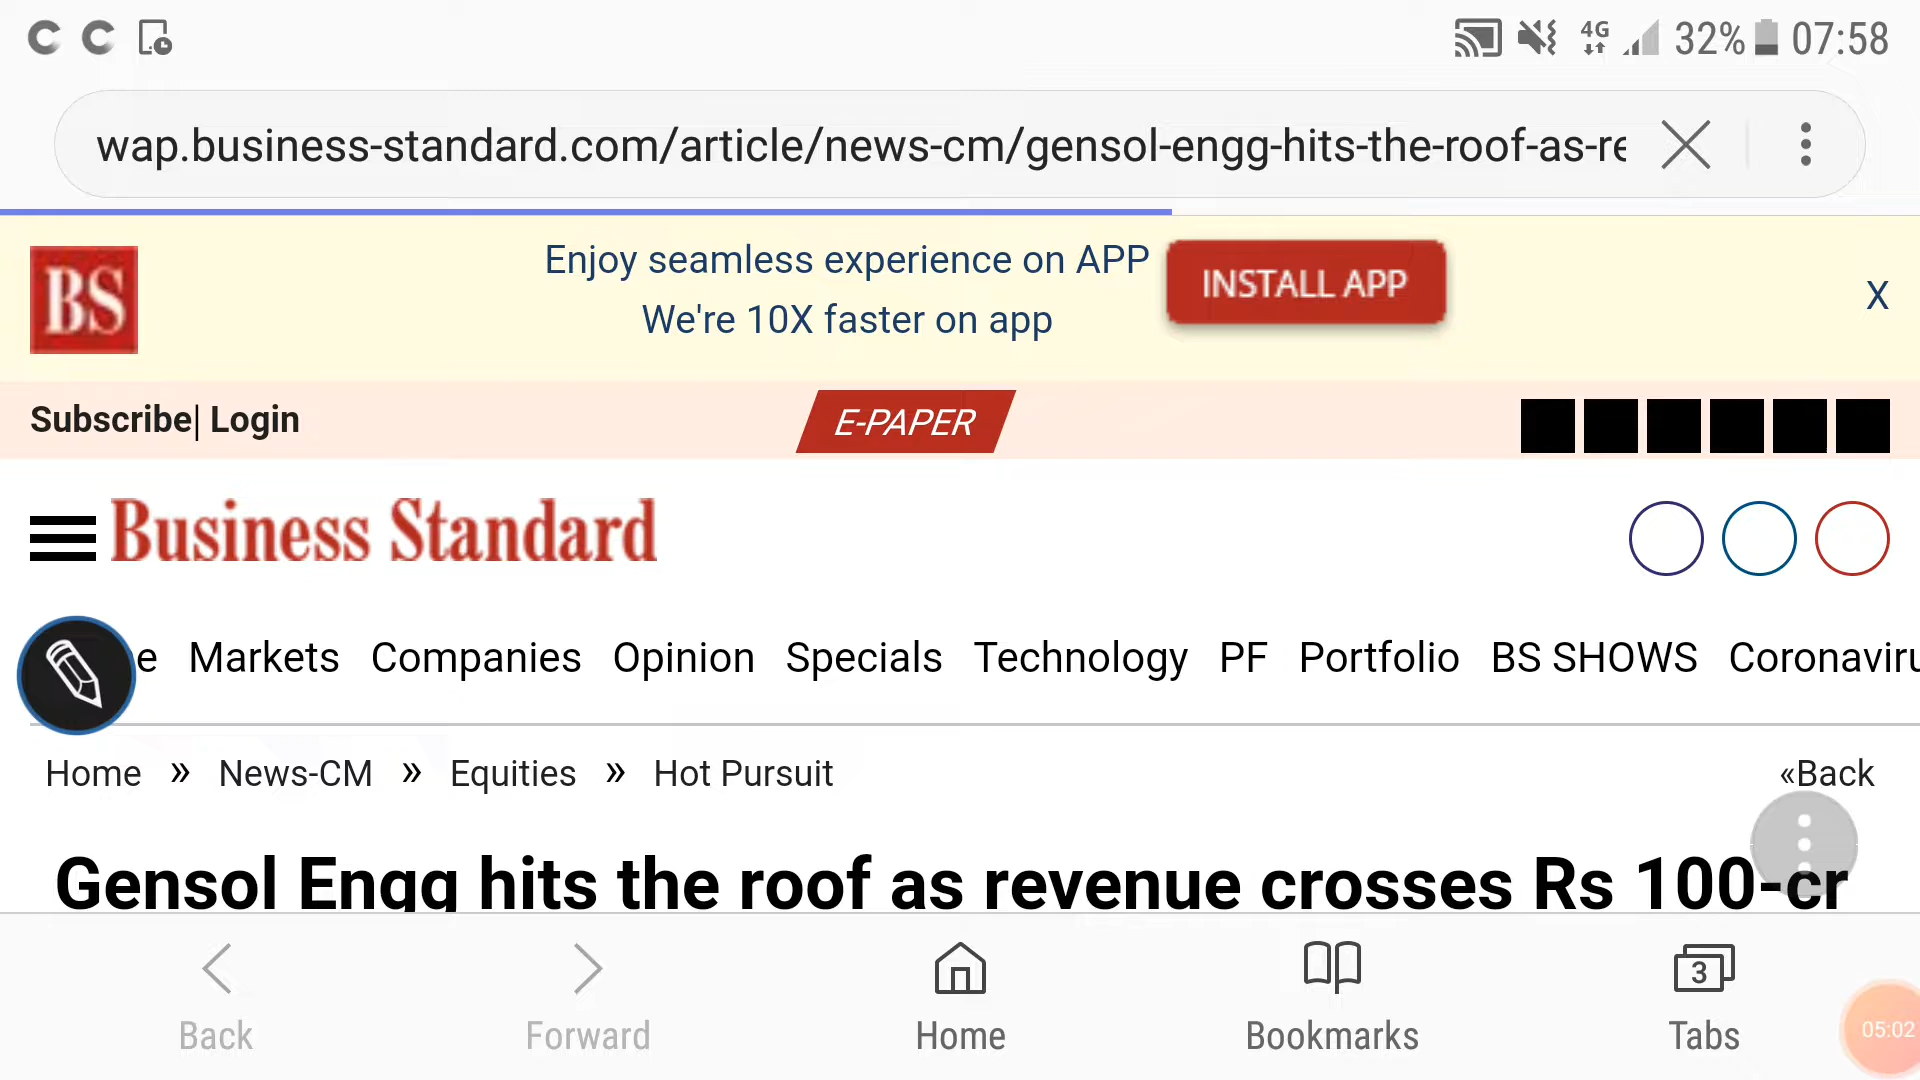 4G 32% 07:58
wap.business-standard.com/article/news-cm/gensol-engg-hits-the-roof-as-re
BS
Enjoy seamless experience on APP
We're 10X faster on app
INSTALL APP
X
Subscribe| Login
E-PAPER
Business Standard
e Markets Companies Opinion Specials Technology PF Portfolio BS SHOWS Coronaviru
Home » News-CM » Equities » Hot Pursuit
«Back
Gensol Engg hits the roof as revenue crosses Rs 100-cr
Back Forward Home Bookmarks Tabs
3
05:02